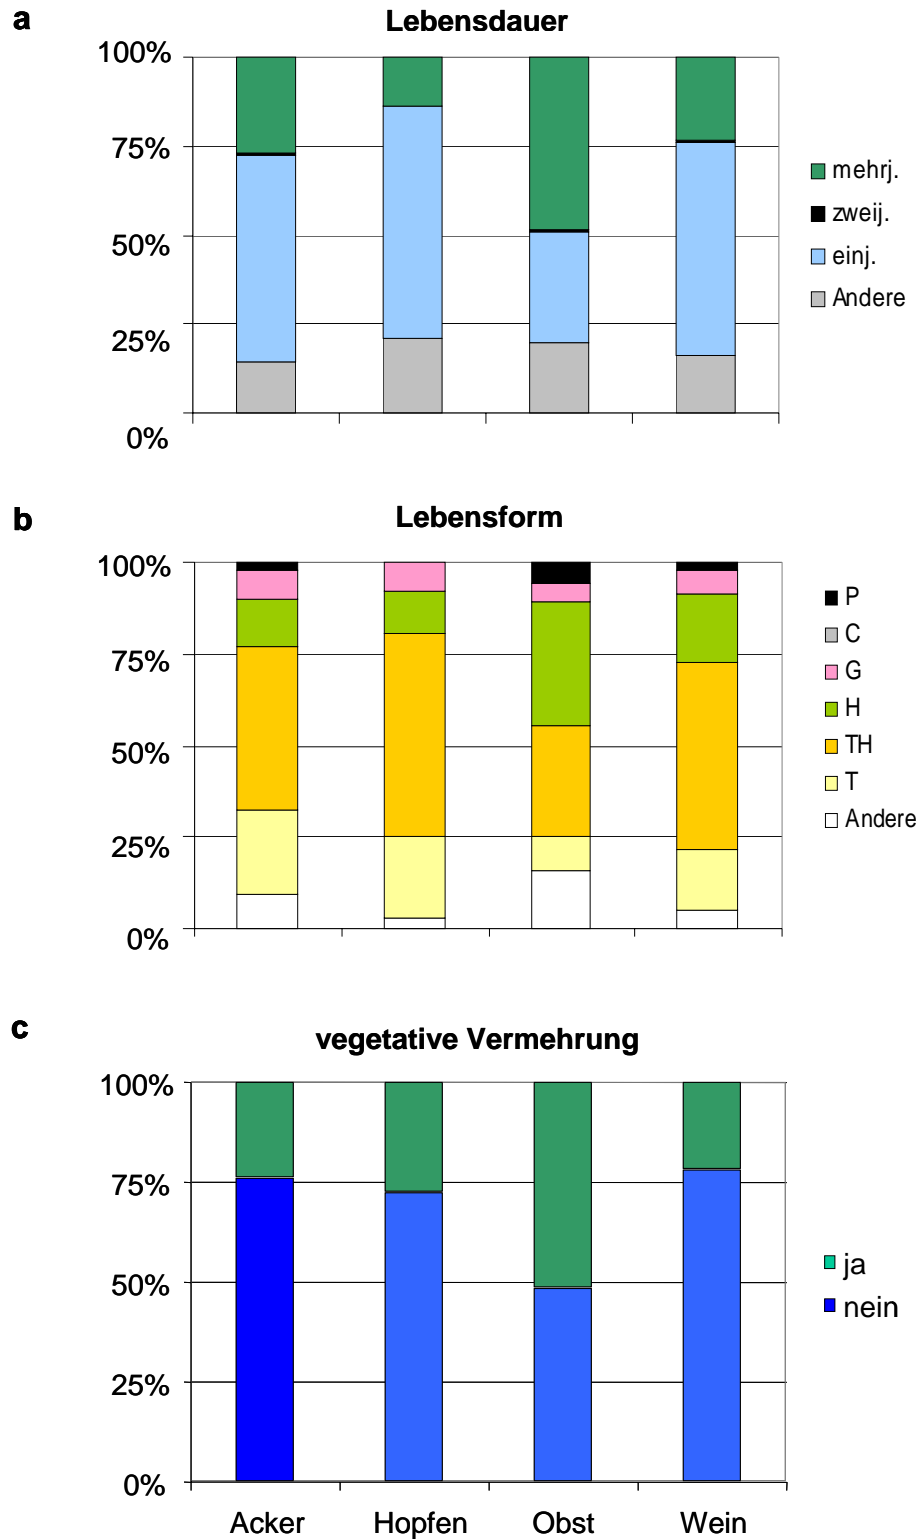 a
Lebensdauer
100%
75%
50%
25%
0%
mehrj.
zweij.
einj.
Andere
b
Lebensform
100%
75%
50%
25%
0%
P
C
G
H
TH
T
Andere
c
vegetative Vermehrung
100%
75%
50%
25%
0%
ja
nein
Acker Hopfen Obst Wein